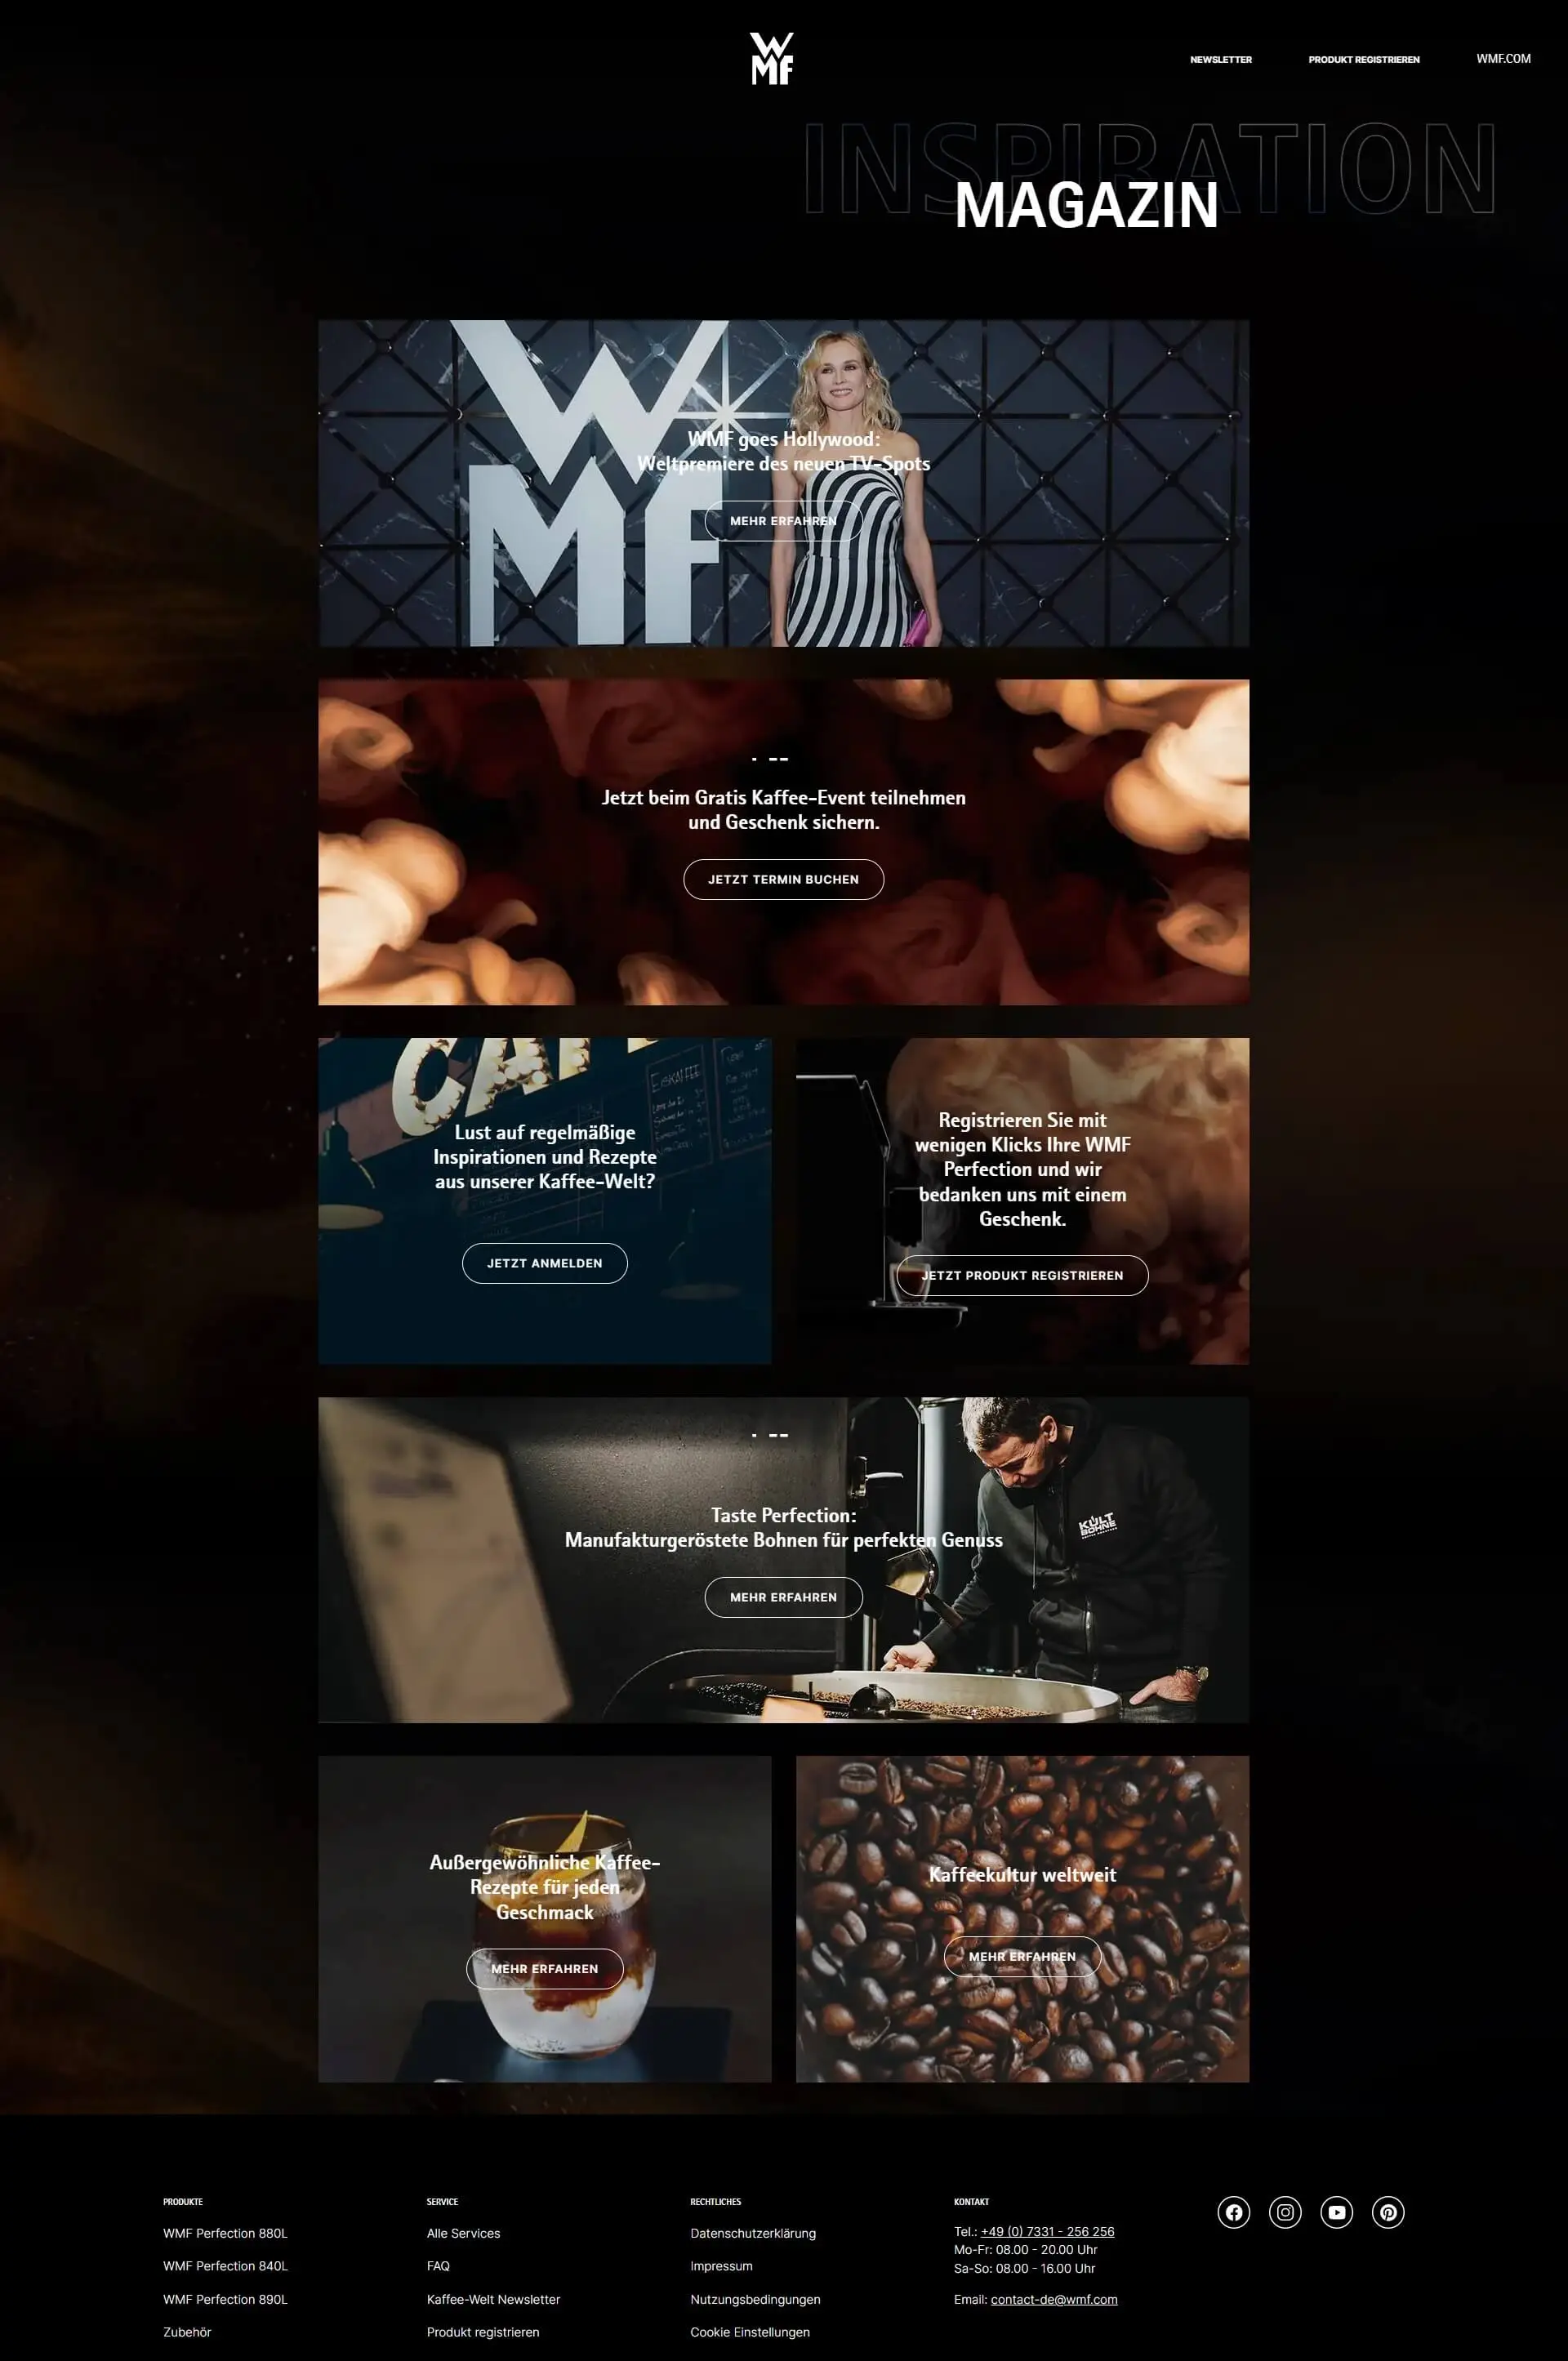 WMF
NEWSLETTER
PRODUKT REGISTRIEREN
WMF.COM
INSPIRATION
MAGAZIN
WMF
WMF goes Hollywood:
Weltpremiere des neuen TV-Spots
MEHR ERFAHREN
Jetzt beim Gratis Kaffee-Event teilnehmen
und Geschenk sichern.
JETZT TERMIN BUCHEN
EISKAFFEE
Lust auf regelmäßige
Inspirationen und Rezepte
aus unserer Kaffee-Welt?
JETZT ANMELDEN
Registrieren Sie mit
wenigen Klicks Ihre WMF
Perfection und wir
bedanken uns mit einem
Geschenk.
JETZT PRODUKT REGISTRIEREN
KULT
BOHNE
Taste Perfection:
Manufakturgeröstete Bohnen für perfekten Genuss
MEHR ERFAHREN
Außergewöhnliche Kaffee-
Rezepte für jeden
Geschmack
MEHR ERFAHREN
Kaffeekultur weltweit
MEHR ERFAHREN
PRODUKTE
WMF Perfection 880L
WMF Perfection 840L
WMF Perfection 890L
Zubehör
SERVICE
Alle Services
FAQ
Kaffee-Welt Newsletter
Produkt registrieren
RECHTLICHES
Datenschutzerklärung
Impressum
Nutzungsbedingungen
Cookie Einstellungen
KONTAKT
Tel.: +49 (0) 7331 - 256 256
Mo-Fr: 08.00 - 20.00 Uhr
Sa-So: 08.00 - 16.00 Uhr
Email: contact-de@wmf.com